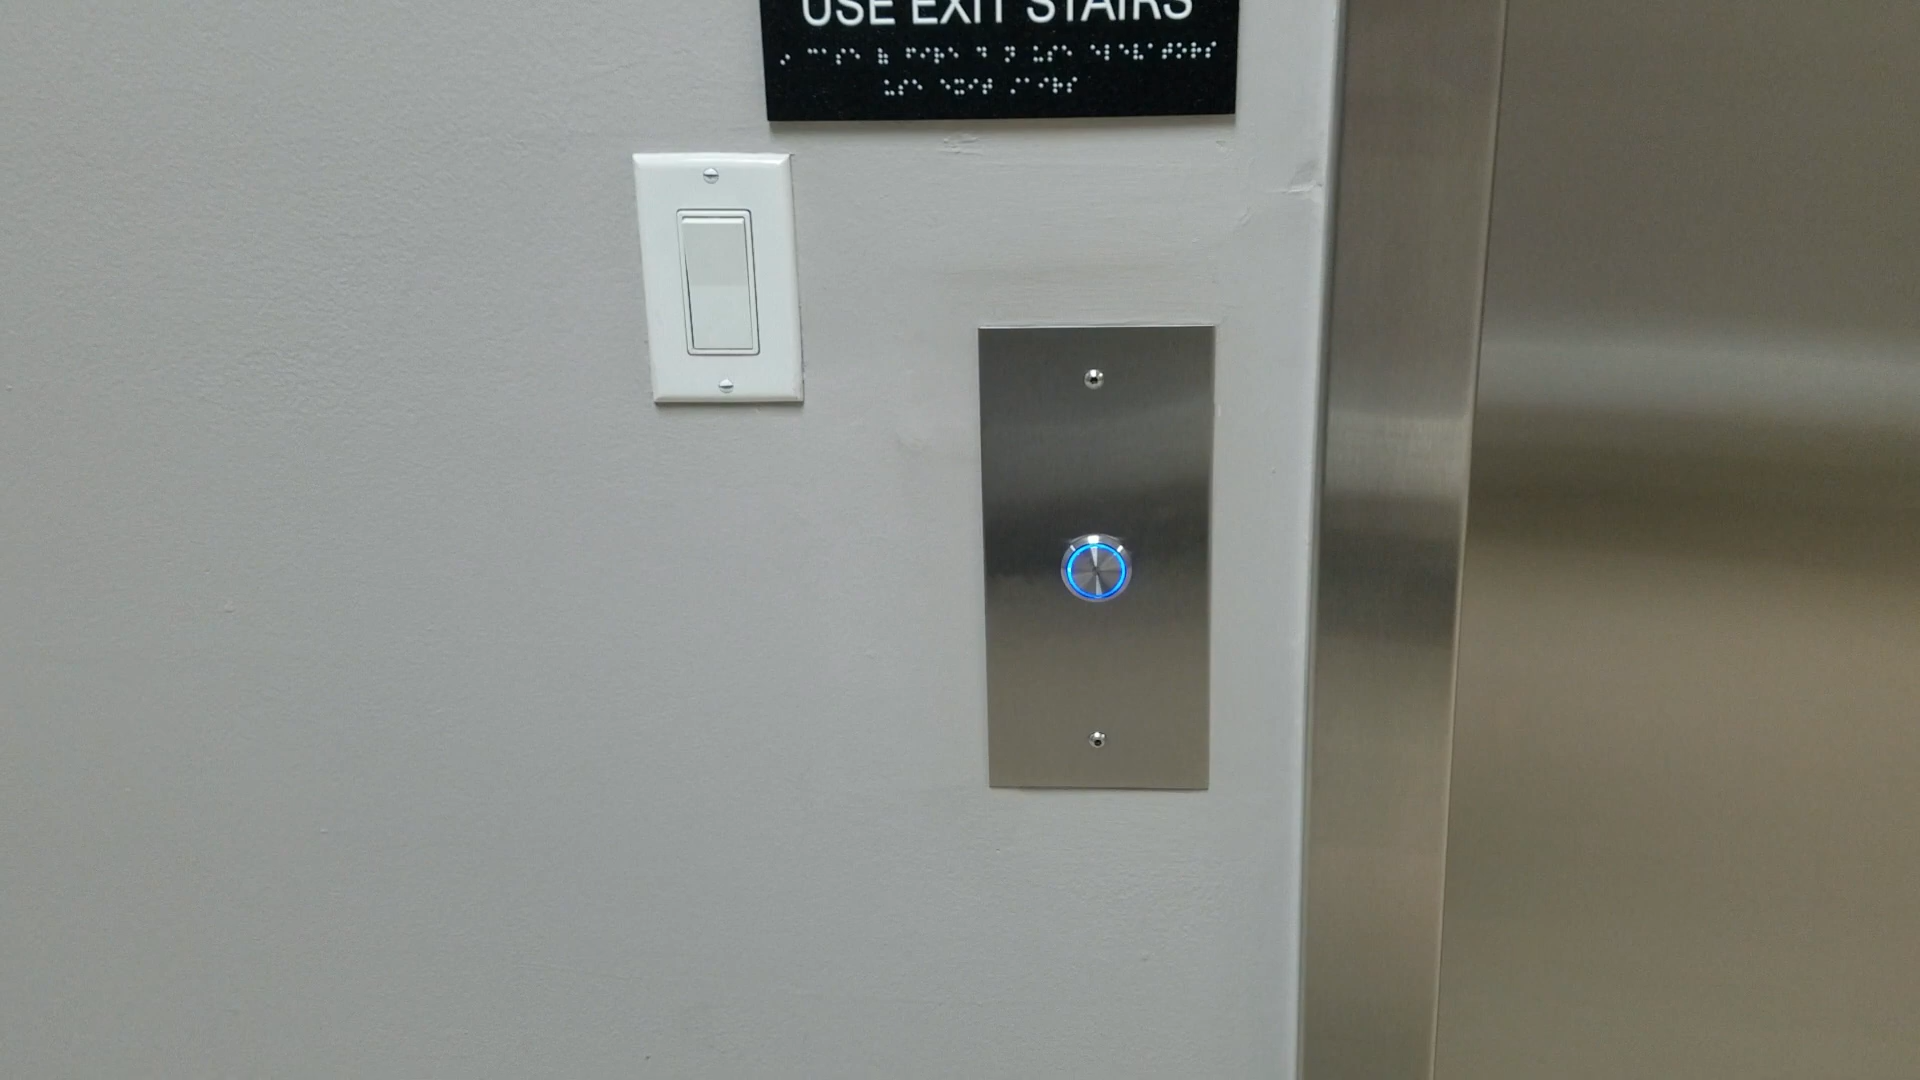 USE EXIT STAIRS
⠠⠔ ⠉⁠⁠⁠⁠⁠⁠⁠⁠⁠⁠⁠⁠⁠⁠⁠⁠⁠⁠⁠⁠⁠⁠⁠⁠⁠⁠⁠⁠⁠⁠⁠⁠⁠⠁⠎⠑ ⠷ ⠋⠊⠗⠑ ⠙ ⠝ ⠥⠎⠑ ⠑⠇⠑⠧⠁⠞⠕⠗⠎
⠥⠎⠑ ⠑⠭⠊⠞ ⠌⠁⠊⠗⠎